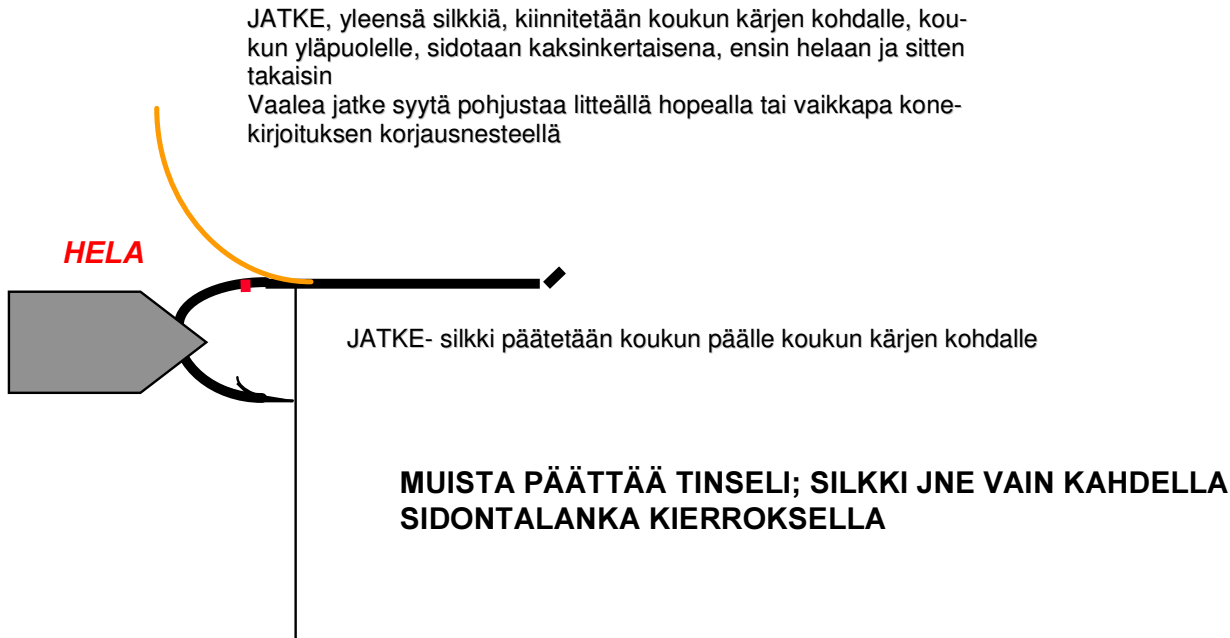 JATKE, yleensä silkkiä, kiinnitetään koukun kärjen kohdalle, kou-
kun yläpuolelle, sidotaan kaksinkertaisena, ensin helaan ja sitten
takaisin
Vaalea jatke syytä pohjustaa litteällä hopealla tai vaikkapa kone-
kirjoituksen korjausnesteellä
HELA
JATKE- silkki päätetään koukun päälle koukun kärjen kohdalle
MUISTA PÄÄTTÄÄ TINSELI; SILKKI JNE VAIN KAHDELLA
SIDONTALANKA KIERROKSELLA